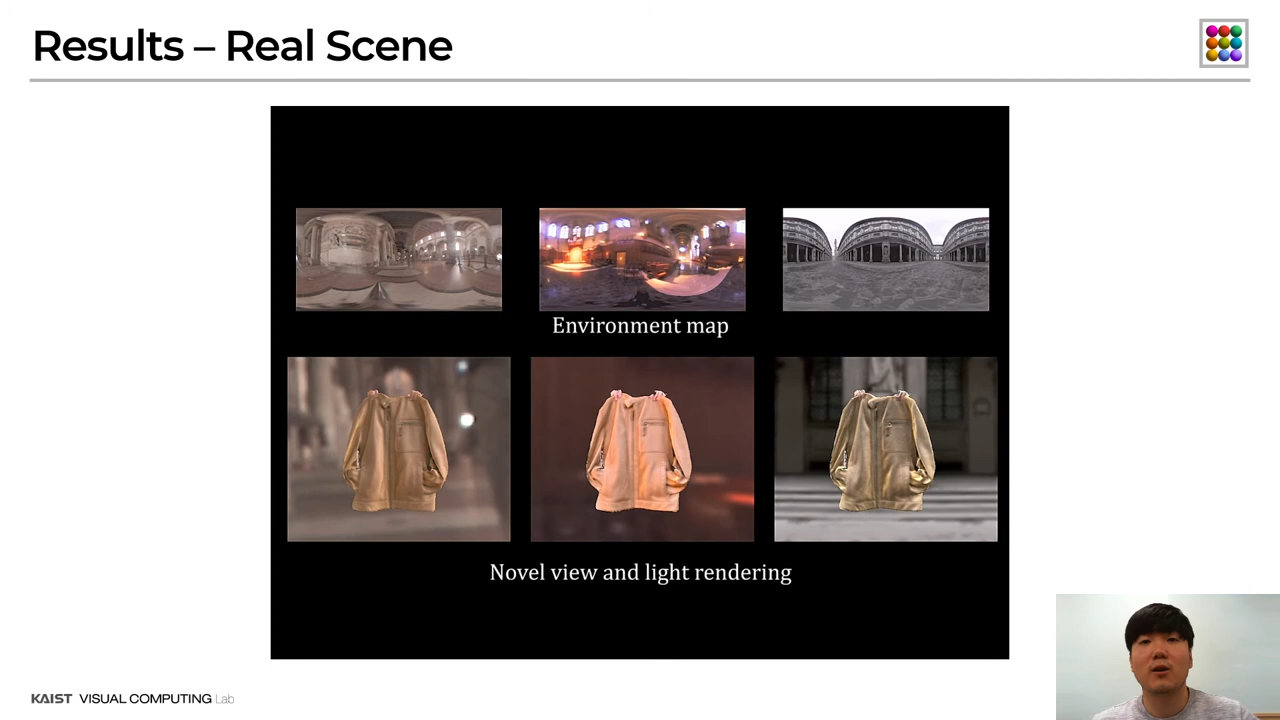 Results – Real Scene
Environment map
Novel view and light rendering
KAIST VISUAL COMPUTING Lab